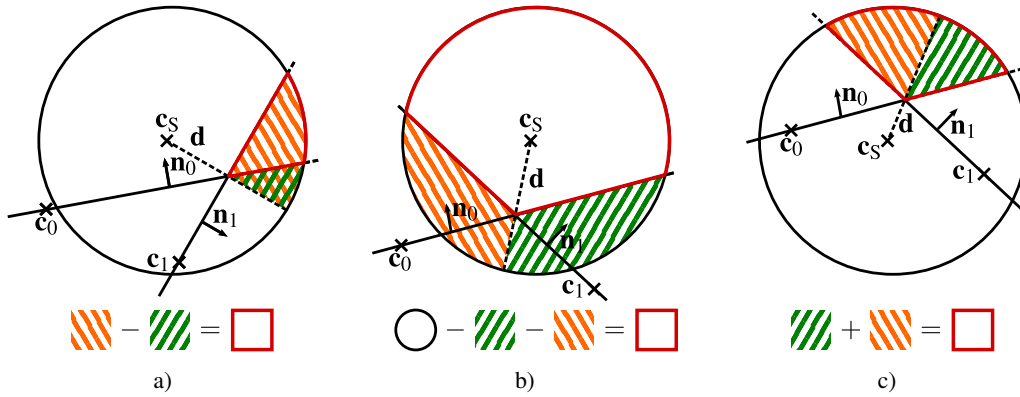 c_S d n_0 n_1 c_0 c_1
c_S d n_0 n_1 c_0 c_1
n_0 n_1 d c_0 c_S c_1
− =
− − =
+ =
a) b) c)